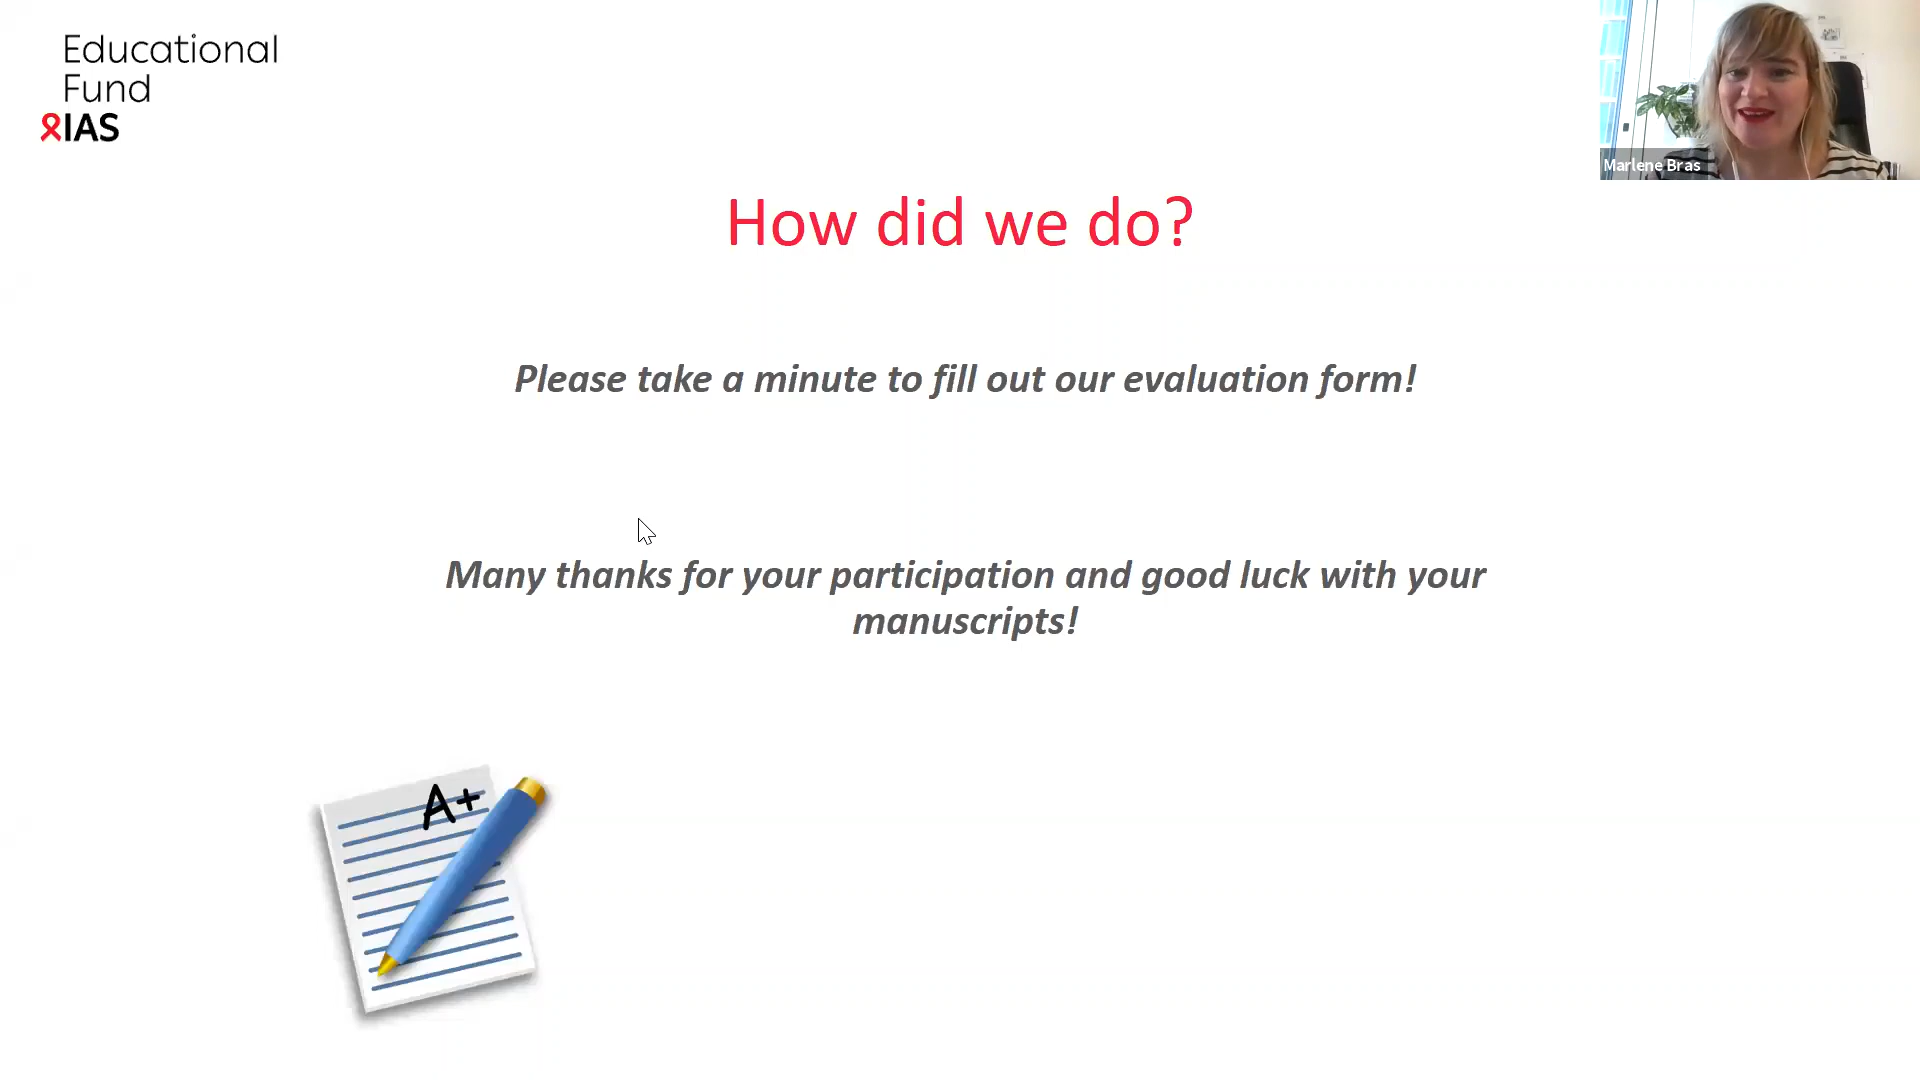 Educational
Fund
IAS
Marlene Bras
How did we do?
Please take a minute to fill out our evaluation form!
Many thanks for your participation and good luck with your
manuscripts!
A+